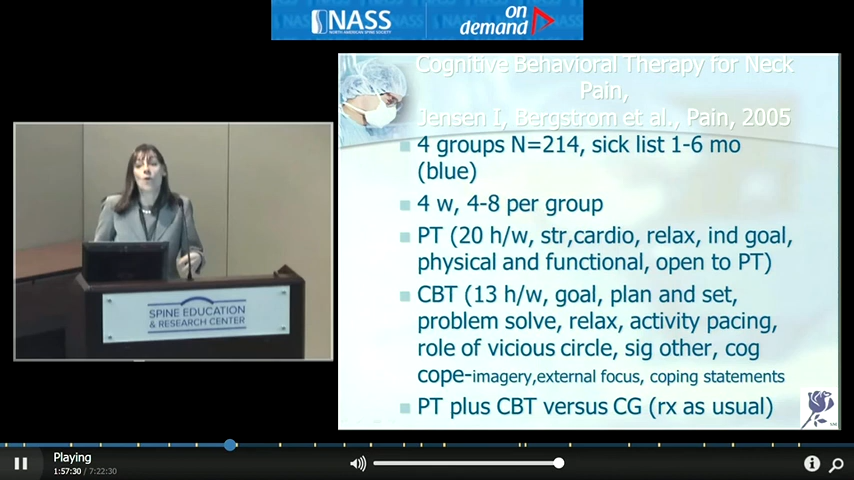 NASS
NORTH AMERICAN SPINE SOCIETY
on
demand
Cognitive Behavioral Therapy for Neck
Pain,
Jensen I, Bergstrom et al., Pain, 2005
4 groups N=214, sick list 1-6 mo
(blue)
4 w, 4-8 per group
PT (20 h/w, str,cardio, relax, ind goal,
physical and functional, open to PT)
CBT (13 h/w, goal, plan and set,
problem solve, relax, activity pacing,
role of vicious circle, sig other, cog
cope-imagery,external focus, coping statements
PT plus CBT versus CG (rx as usual)
SPINE EDUCATION
& RESEARCH CENTER
Playing
1:57:30 / 7:22:30